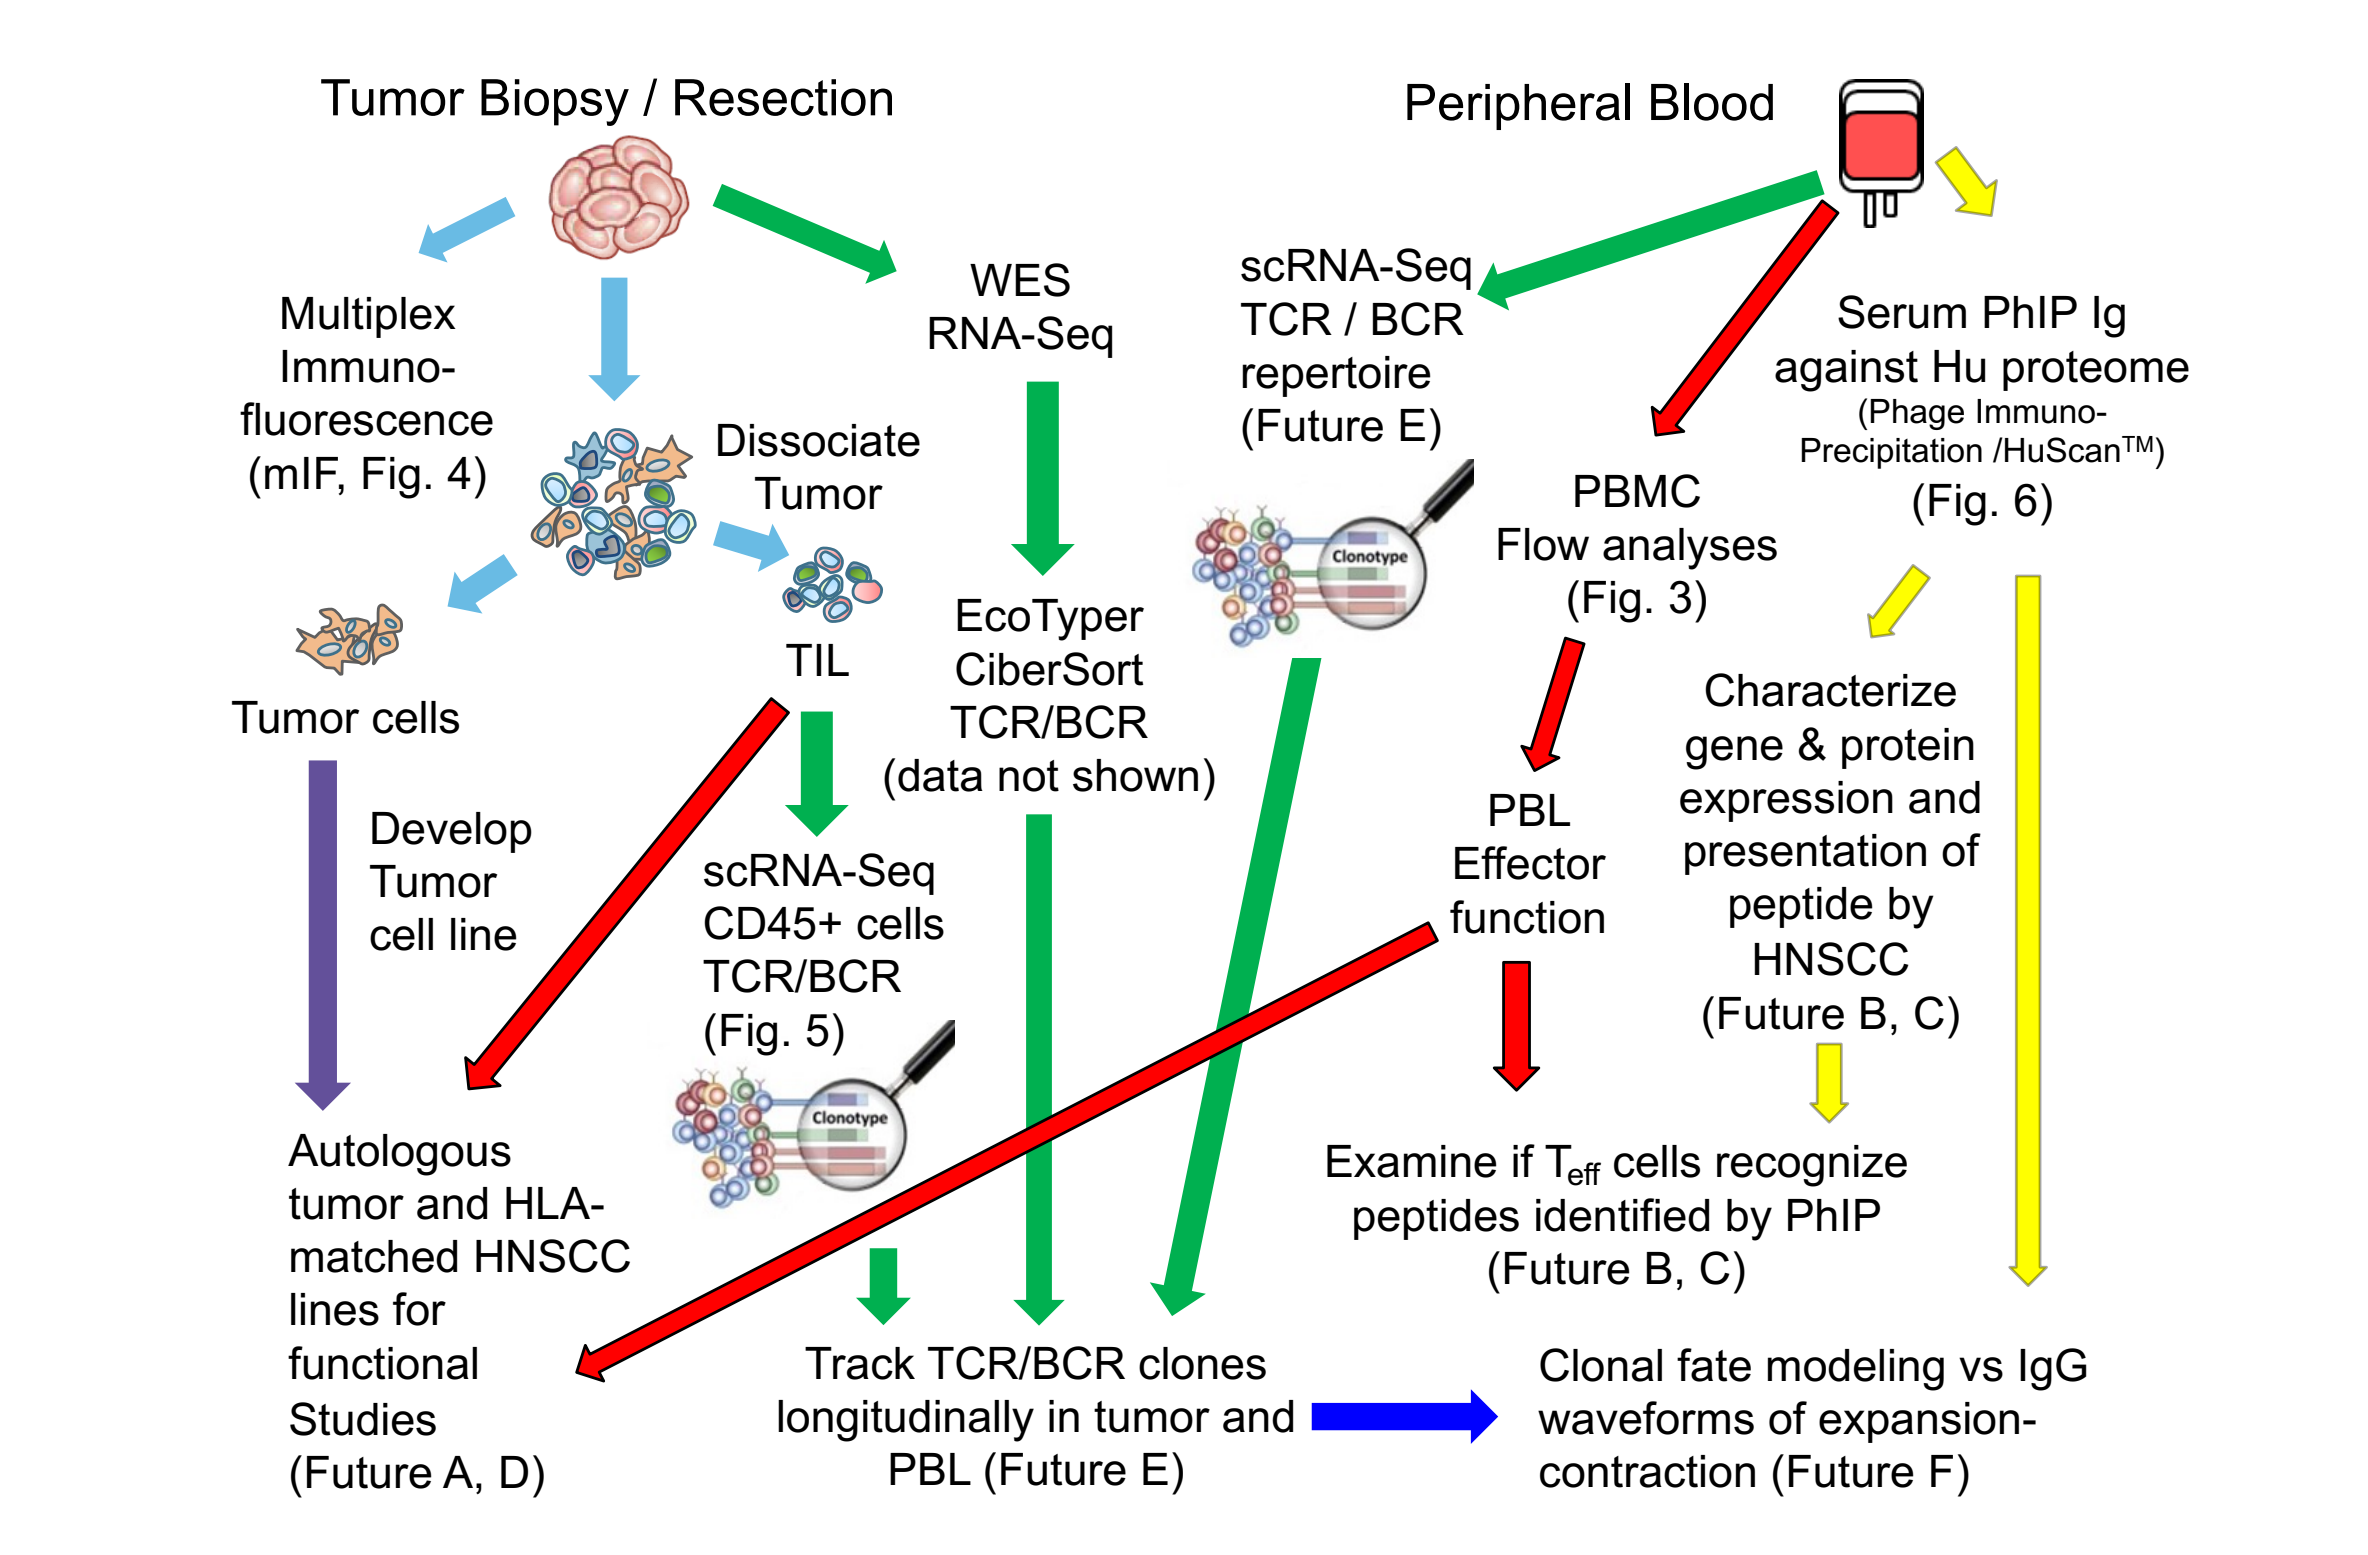 Tumor Biopsy / Resection
Peripheral Blood
Multiplex
Immuno-
fluorescence
(mIF, Fig. 4)
Dissociate
Tumor
WES
RNA-Seq
scRNA-Seq
TCR / BCR
repertoire
(Future E)
Clonotype
PBMC
Flow analyses
(Fig. 3)
Serum PhIP Ig
against Hu proteome
(Phage Immuno-
Precipitation /HuScan™)
(Fig. 6)
Tumor cells
TIL
EcoTyper
CiberSort
TCR/BCR
(data not shown)
Develop
Tumor
cell line
scRNA-Seq
CD45+ cells
TCR/BCR
(Fig. 5)
Clonotype
PBL
Effector
function
Characterize
gene & protein
expression and
presentation of
peptide by
HNSCC
(Future B, C)
Autologous
tumor and HLA-
matched HNSCC
lines for
functional
Studies
(Future A, D)
Examine if Teff cells recognize
peptides identified by PhIP
(Future B, C)
Track TCR/BCR clones
longitudinally in tumor and
PBL (Future E)
Clonal fate modeling vs IgG
waveforms of expansion-
contraction (Future F)